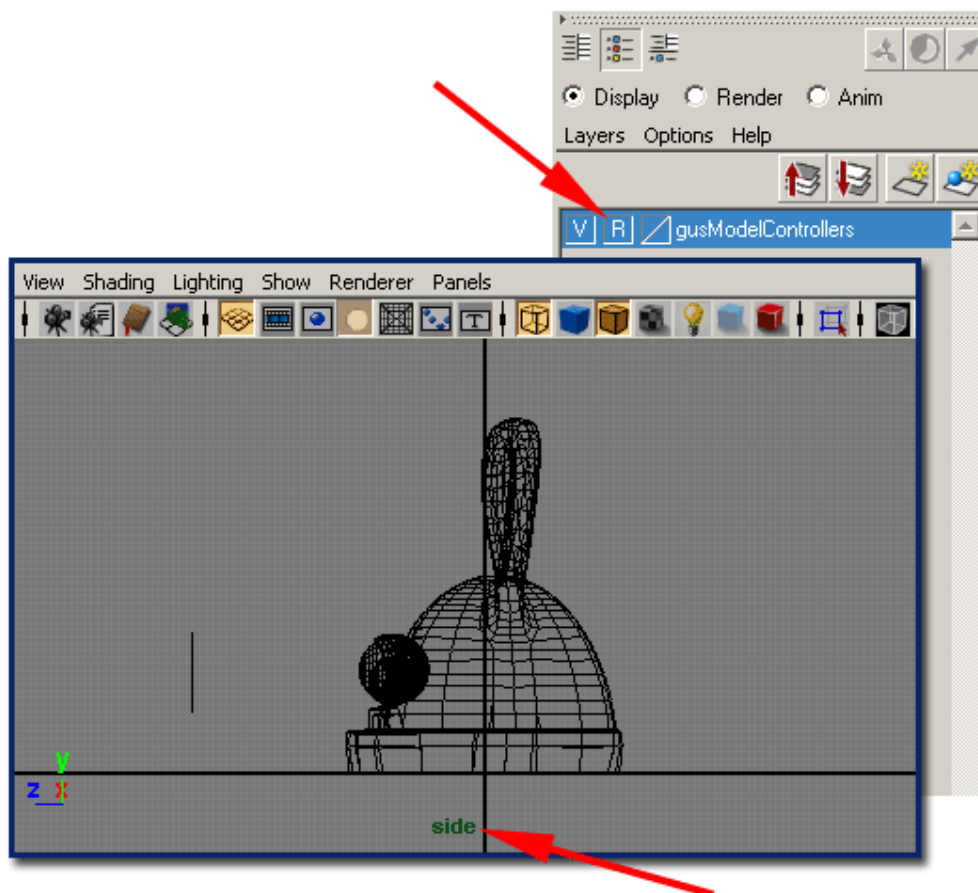 Display Render Anim
Layers Options Help
V R gusModelControllers
View Shading Lighting Show Renderer Panels
T
y
z x
side